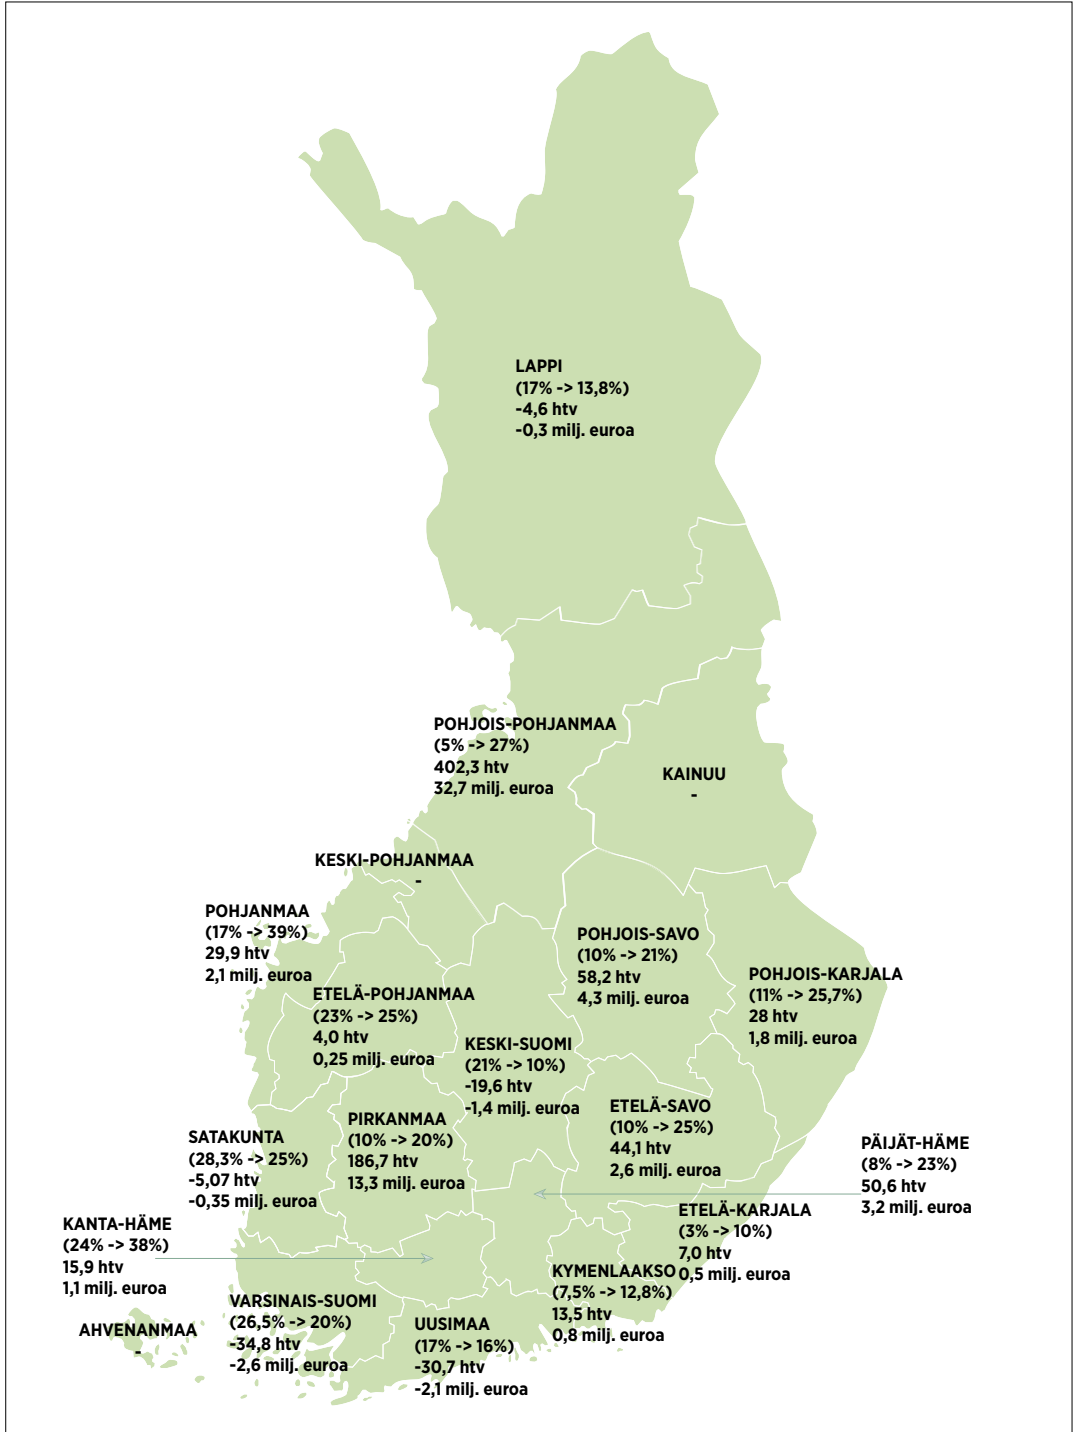 LAPPI
(17% -> 13,8%)
-4,6 htv
-0,3 milj. euroa
POHJOIS-POHJANMAA
(5% -> 27%)
402,3 htv
32,7 milj. euroa
KAINUU
-
KESKI-POHJANMAA
-
POHJANMAA
(17% -> 39%)
29,9 htv
2,1 milj. euroa
POHJOIS-SAVO
(10% -> 21%)
58,2 htv
4,3 milj. euroa
POHJOIS-KARJALA
(11% -> 25,7%)
28 htv
1,8 milj. euroa
ETELÄ-POHJANMAA
(23% -> 25%)
4,0 htv
0,25 milj. euroa
KESKI-SUOMI
(21% -> 10%)
-19,6 htv
-1,4 milj. euroa
ETELÄ-SAVO
(10% -> 25%)
44,1 htv
2,6 milj. euroa
PIRKANMAA
(10% -> 20%)
186,7 htv
13,3 milj. euroa
SATAKUNTA
(28,3% -> 25%)
-5,07 htv
-0,35 milj. euroa
PÄIJÄT-HÄME
(8% -> 23%)
50,6 htv
3,2 milj. euroa
KANTA-HÄME
(24% -> 38%)
15,9 htv
1,1 milj. euroa
ETELÄ-KARJALA
(3% -> 10%)
7,0 htv
0,5 milj. euroa
KYMENLAAKSO
(7,5% -> 12,8%)
13,5 htv
0,8 milj. euroa
VARSINAIS-SUOMI
(26,5% -> 20%)
-34,8 htv
-2,6 milj. euroa
UUSIMAA
(17% -> 16%)
-30,7 htv
-2,1 milj. euroa
AHVENANMAA
-